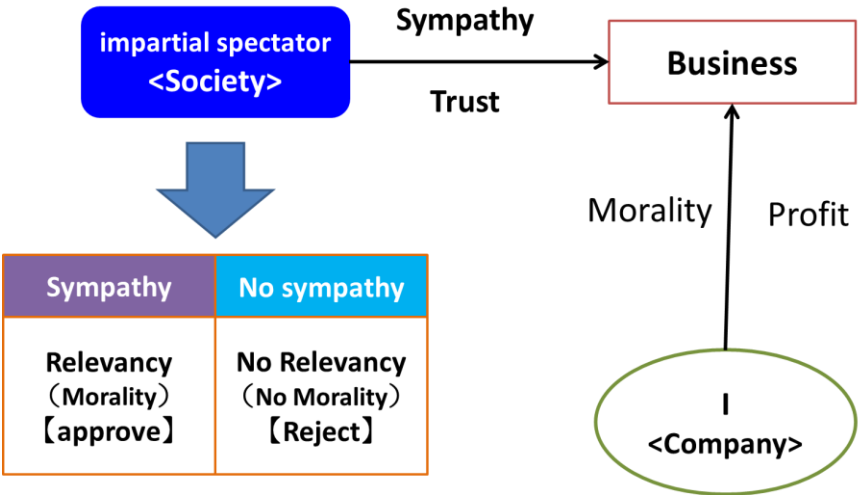 impartial spectator
<Society>
Sympathy
Trust
Business
Morality
Profit
Sympathy
No sympathy
Relevancy
（Morality）
【approve】
No Relevancy
（No Morality）
【Reject】
I
<Company>